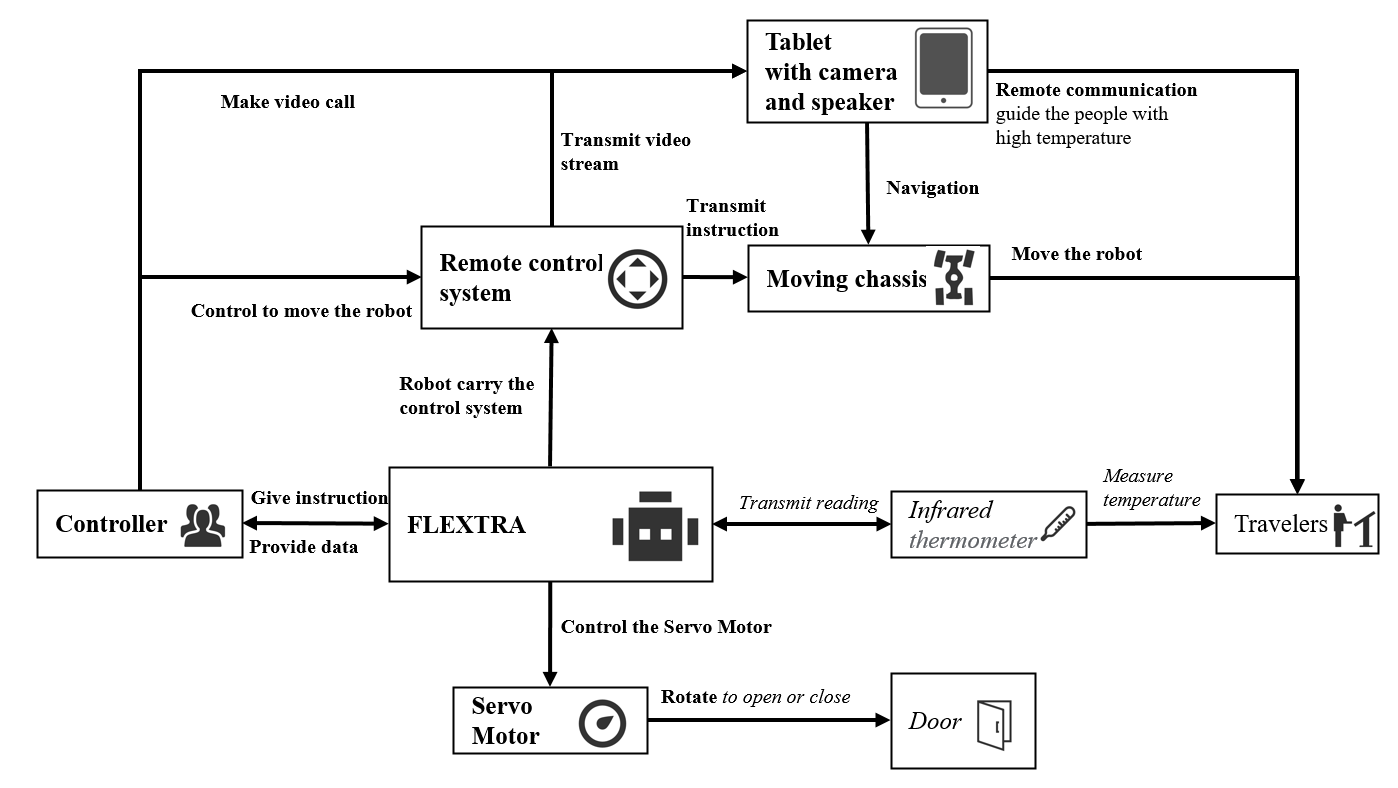 Tablet
with camera
and speaker
Make video call
Remote communication
guide the people with
high temperature
Transmit video
stream
Navigation
Transmit
instruction
Remote control
system
Moving chassis
Move the robot
Control to move the robot
Robot carry the
control system
Controller
Give instruction
Provide data
FLEXTRA
Transmit reading
Infrared
thermometer
Measure
temperature
Travelers
Control the Servo Motor
Servo
Motor
Rotate to open or close
Door